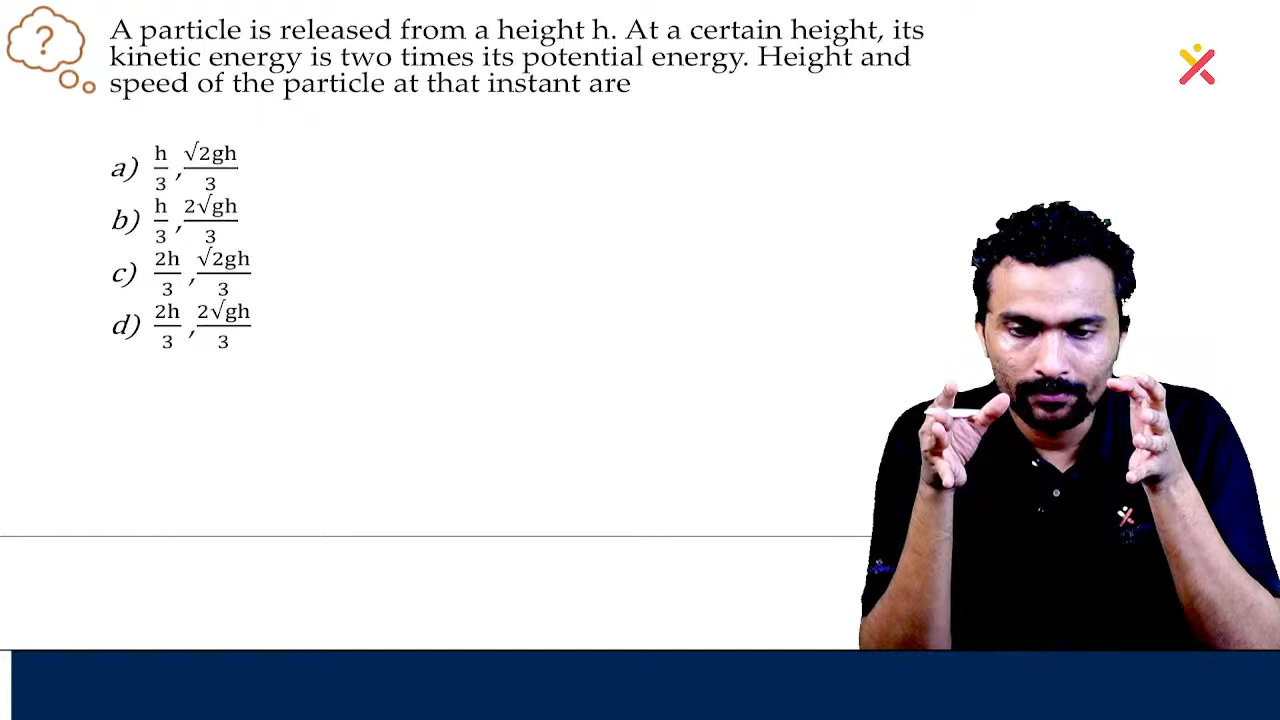 ?
A particle is released from a height h. At a certain height, its
kinetic energy is two times its potential energy. Height and
speed of the particle at that instant are
a) h/3 , √2gh/3
b) h/3 , 2√gh/3
c) 2h/3 , √2gh/3
d) 2h/3 , 2√gh/3